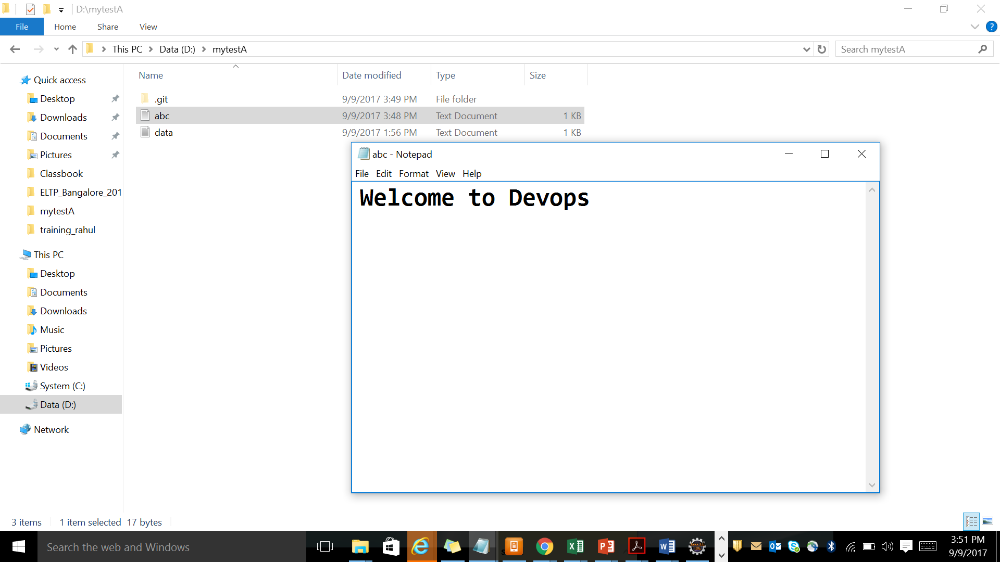 D:\mytestA
File Home Share View
This PC Data (D:) mytestA
Search mytestA
Name Date modified Type Size
.git 9/9/2017 3:49 PM File folder
abc 9/9/2017 3:48 PM Text Document 1 KB
data 9/9/2017 1:56 PM Text Document 1 KB
Quick access
Desktop
Downloads
Documents
Pictures
Classbook
ELTP_Bangalore_201
mytestA
training_rahul
This PC
Desktop
Documents
Downloads
Music
Pictures
Videos
System (C:)
Data (D:)
Network
abc - Notepad
File Edit Format View Help
Welcome to Devops
3 items 1 item selected 17 bytes
Search the web and Windows
3:51 PM
9/9/2017